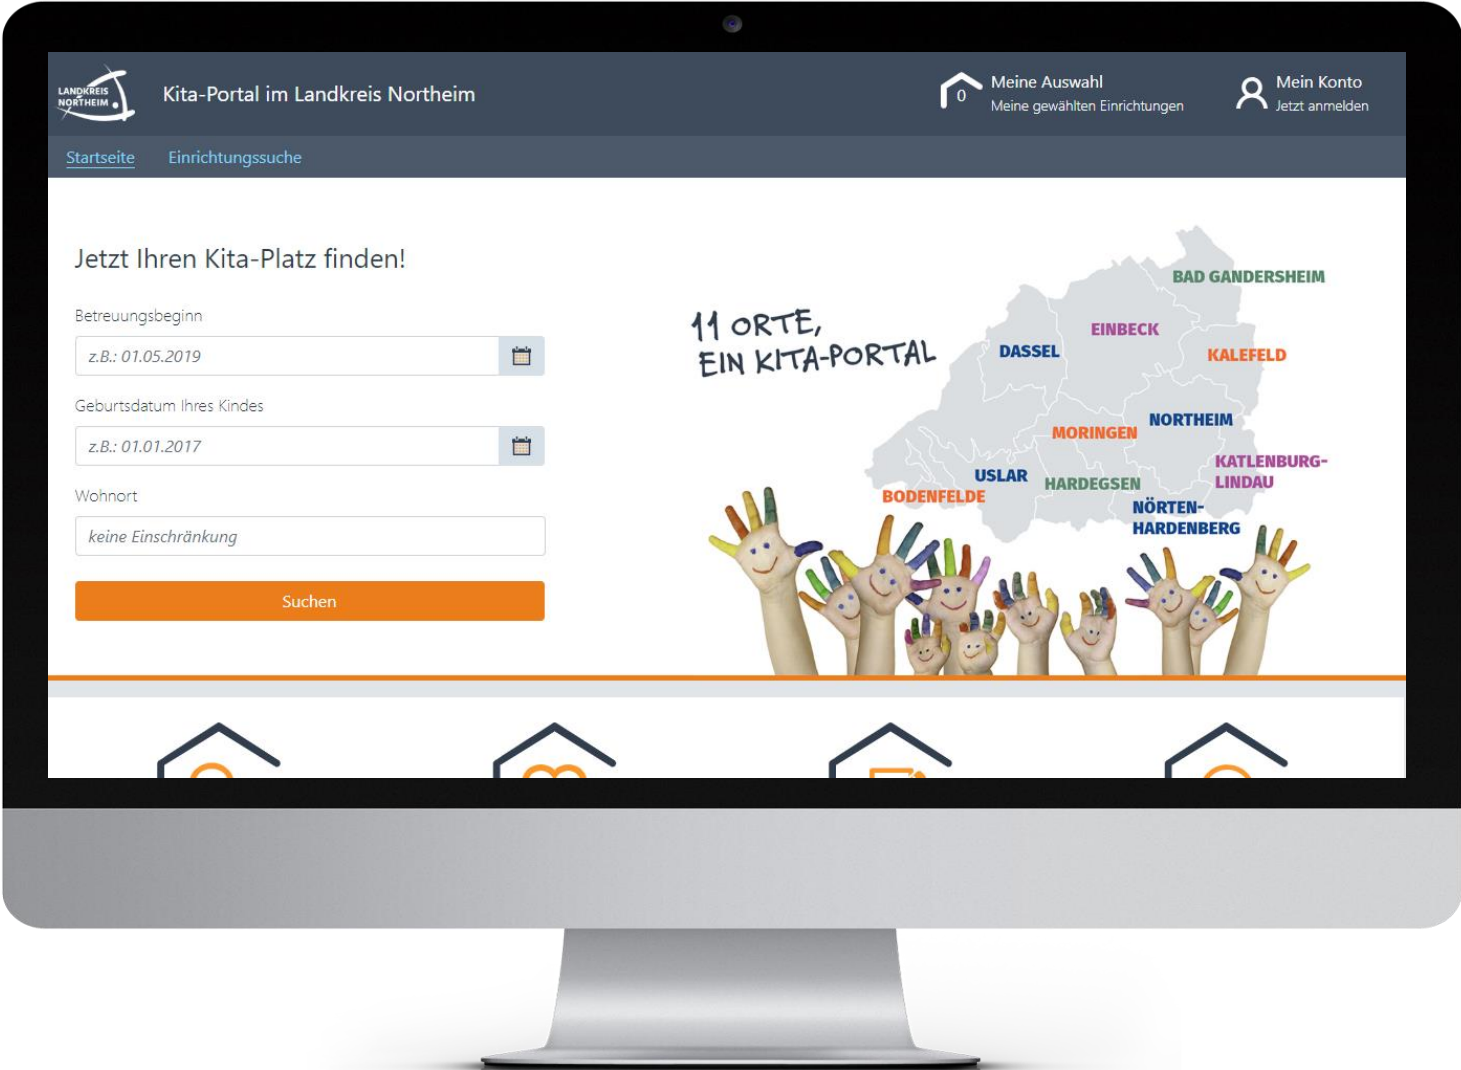 LANDKREIS
NORTHEIM
Kita-Portal im Landkreis Northeim
0
Meine Auswahl
Meine gewählten Einrichtungen
Mein Konto
Jetzt anmelden
Startseite
Einrichtungssuche
Jetzt Ihren Kita-Platz finden!
Betreuungsbeginn
z.B.: 01.05.2019
Geburtsdatum Ihres Kindes
z.B.: 01.01.2017
Wohnort
keine Einschränkung
Suchen
11 ORTE,
EIN KITA-PORTAL
BAD GANDERSHEIM
EINBECK
DASSEL
KALEFELD
NORTHEIM
MORINGEN
KATLENBURG-
LINDAU
USLAR
HARDEGSEN
BODENFELDE
NÖRTEN-
HARDENBERG